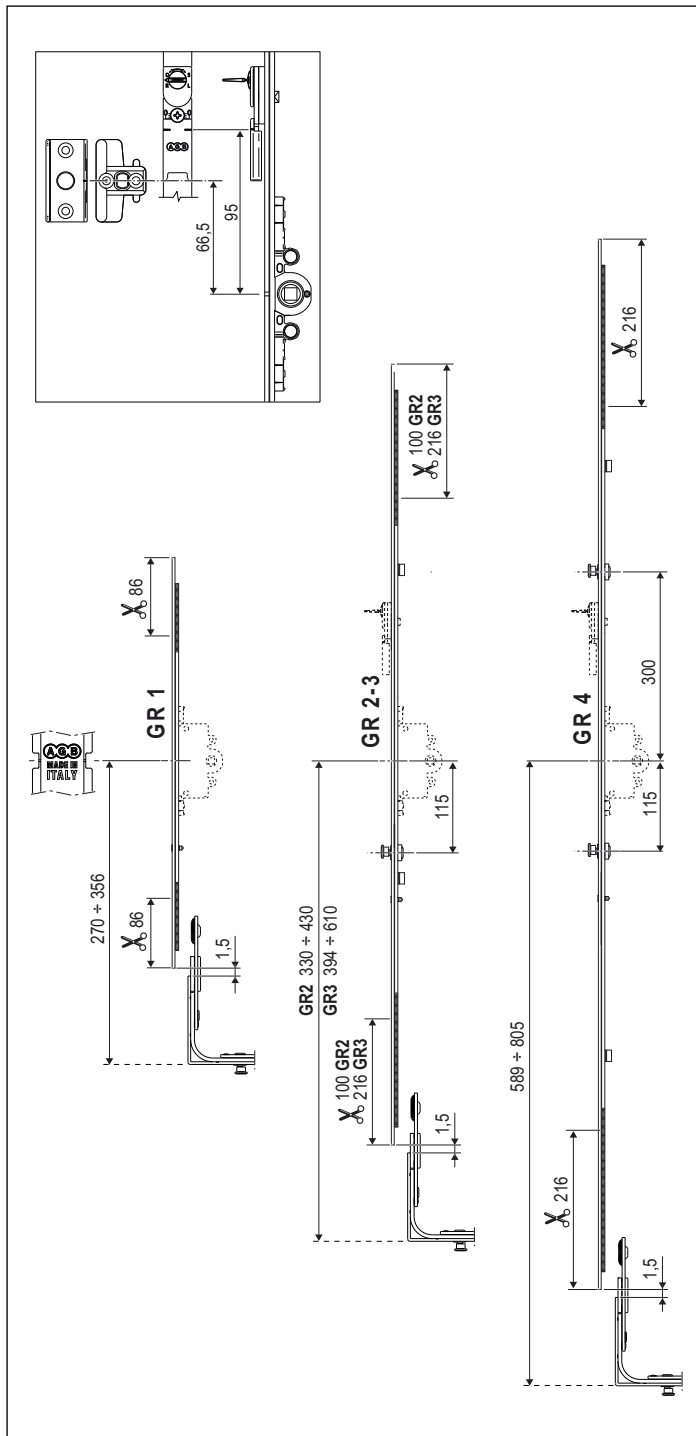 R S
L
AGB
66,5
95
✂ 216
✂ 100 GR2
✂ 216 GR3
✂ 86
GR 1
GR 2-3
GR 4
300
AGB
MADE IN
ITALY
115
115
270 ÷ 356
✂ 86
1,5
GR2 330 ÷ 430
GR3 394 ÷ 610
✂ 100 GR2
✂ 216 GR3
1,5
589 ÷ 805
✂ 216
1,5